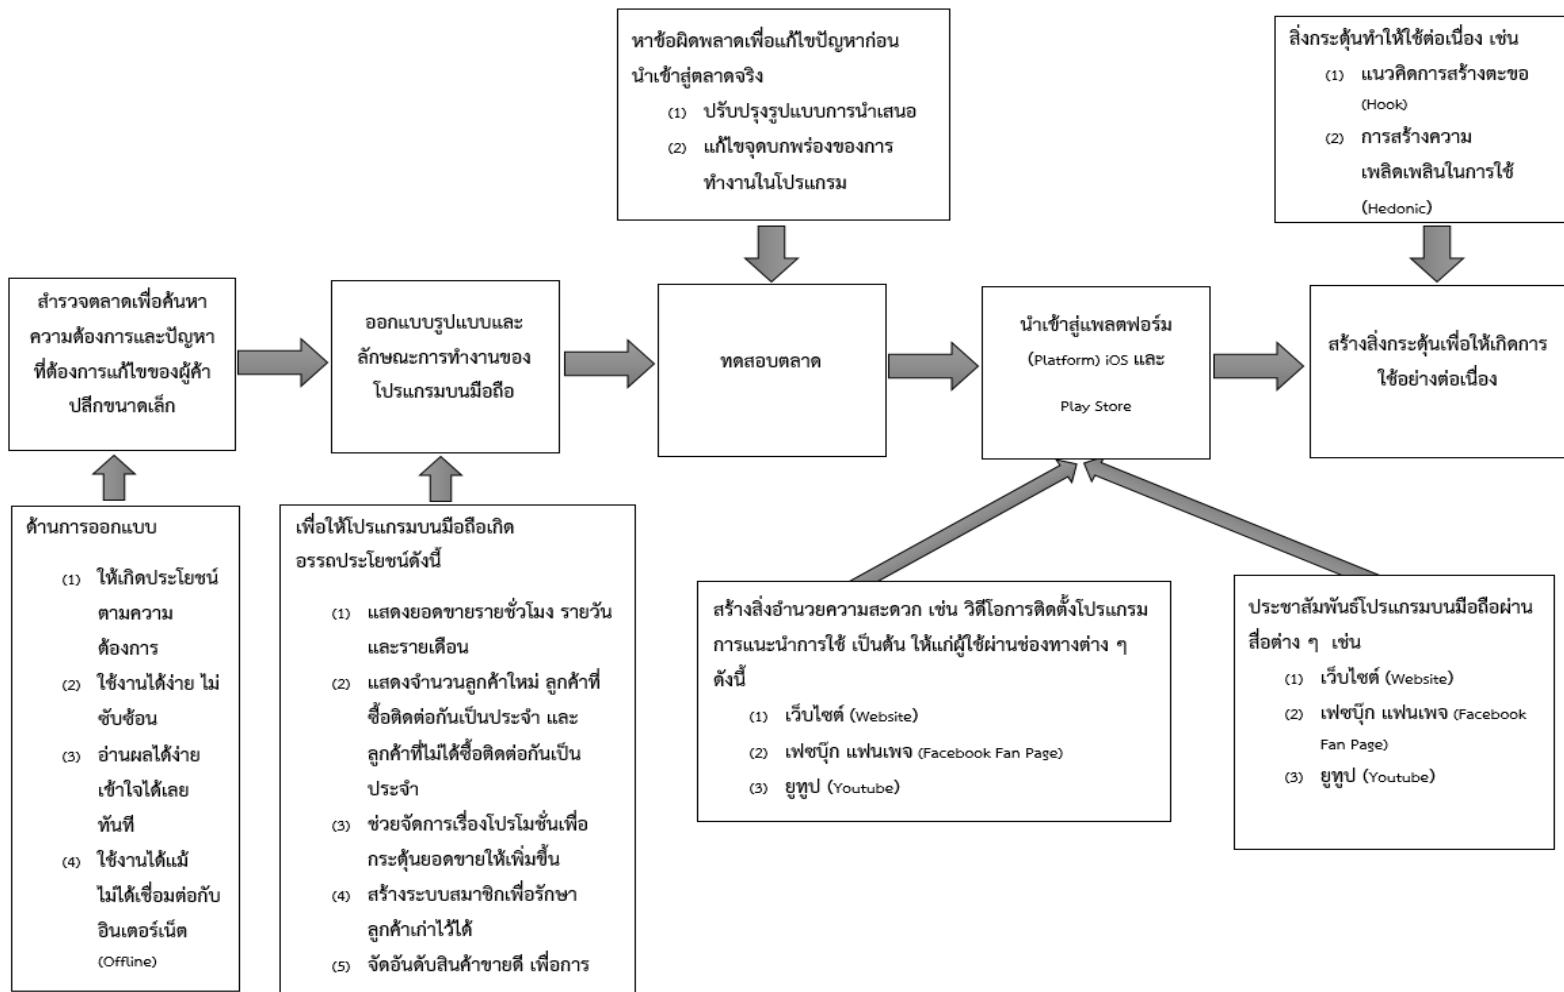 หาข้อผิดพลาดเพื่อแก้ไขปัญหาก่อน
นำเข้าสู่ตลาดจริง
(1) ปรับปรุงรูปแบบการนำเสนอ
(2) แก้ไขจุดบกพร่องของการ
ทำงานในโปรแกรม
สิ่งกระตุ้นทำให้ใช้ต่อเนื่อง เช่น
(1) แนวคิดการสร้างตะขอ
(Hook)
(2) การสร้างความ
เพลิดเพลินในการใช้
(Hedonic)
สำรวจตลาดเพื่อค้นหา
ความต้องการและปัญหา
ที่ต้องการแก้ไขของผู้ค้า
ปลีกขนาดเล็ก
ออกแบบรูปแบบและ
ลักษณะการทำงานของ
โปรแกรมบนมือถือ
ทดสอบตลาด
นำเข้าสู่แพลตฟอร์ม
(Platform) iOS และ
Play Store
สร้างสิ่งกระตุ้นเพื่อให้เกิดการ
ใช้อย่างต่อเนื่อง
ด้านการออกแบบ
(1) ให้เกิดประโยชน์
ตามความ
ต้องการ
(2) ใช้งานได้ง่าย ไม่
ซับซ้อน
(3) อ่านผลได้ง่าย
เข้าใจได้เลย
ทันที
(4) ใช้งานได้แม้
ไม่ได้เชื่อมต่อกับ
อินเตอร์เน็ต
(Offline)
เพื่อให้โปรแกรมบนมือถือเกิด
อรรถประโยชน์ดังนี้
(1) แสดงยอดขายรายชั่วโมง รายวัน
และรายเดือน
(2) แสดงจำนวนลูกค้าใหม่ ลูกค้าที่
ซื้อติดต่อกันเป็นประจำ และ
ลูกค้าที่ไม่ได้ซื้อติดต่อกันเป็น
ประจำ
(3) ช่วยจัดการเรื่องโปรโมชั่นเพื่อ
กระตุ้นยอดขายให้เพิ่มขึ้น
(4) สร้างระบบสมาชิกเพื่อรักษา
ลูกค้าเก่าไว้ได้
(5) จัดอันดับสินค้าขายดี เพื่อการ
สร้างสิ่งอำนวยความสะดวก เช่น วิดีโอการติดตั้งโปรแกรม
การแนะนำการใช้ เป็นต้น ให้แก่ผู้ใช้ผ่านช่องทางต่าง ๆ
ดังนี้
(1) เว็บไซต์ (Website)
(2) เฟซบุ๊ก แฟนเพจ (Facebook Fan Page)
(3) ยูทูป (Youtube)
ประชาสัมพันธ์โปรแกรมบนมือถือผ่าน
สื่อต่าง ๆ เช่น
(1) เว็บไซต์ (Website)
(2) เฟซบุ๊ก แฟนเพจ (Facebook
Fan Page)
(3) ยูทูป (Youtube)